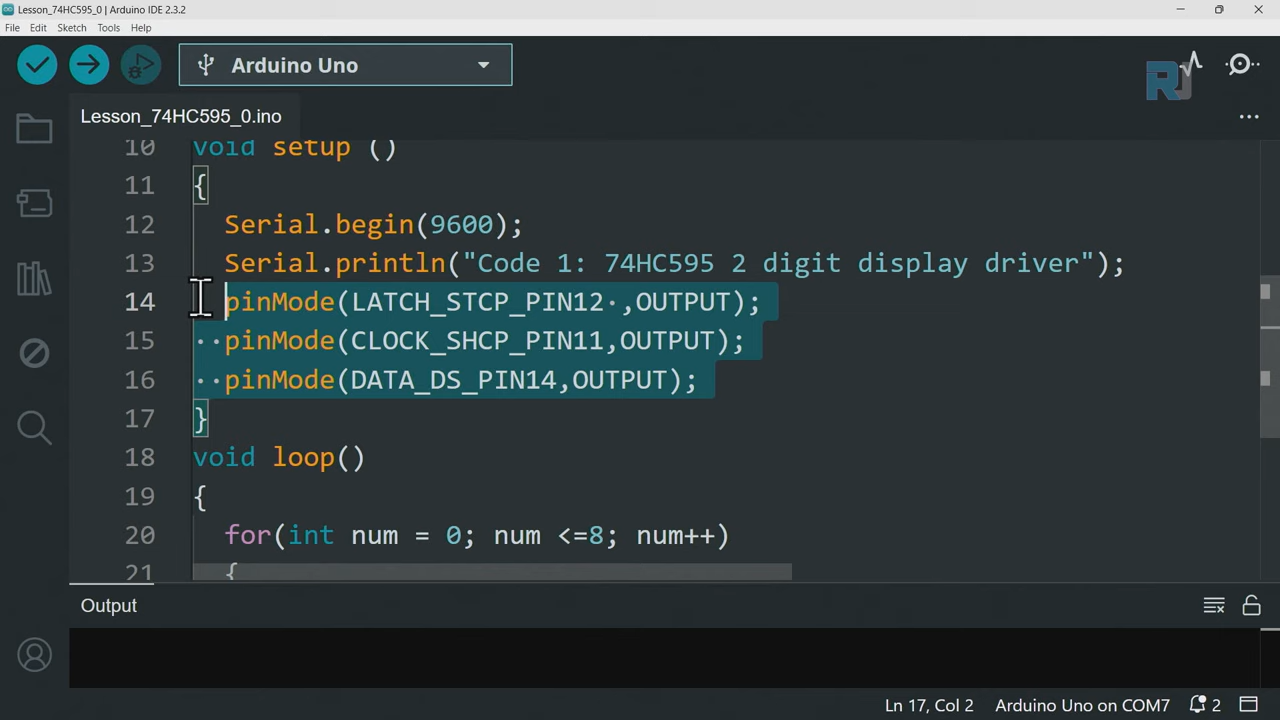 Lesson_74HC595_0 | Arduino IDE 2.3.2
File Edit Sketch Tools Help
Arduino Uno
RJ
Lesson_74HC595_0.ino
10 void setup ()
11 {
12 Serial.begin(9600);
13 Serial.println("Code 1: 74HC595 2 digit display driver");
14 pinMode(LATCH_STCP_PIN12 ,OUTPUT);
15 pinMode(CLOCK_SHCP_PIN11,OUTPUT);
16 pinMode(DATA_DS_PIN14,OUTPUT);
17 }
18 void loop()
19 {
20 for(int num = 0; num <=8; num++)
21 {
Output
Ln 17, Col 2 Arduino Uno on COM7 2